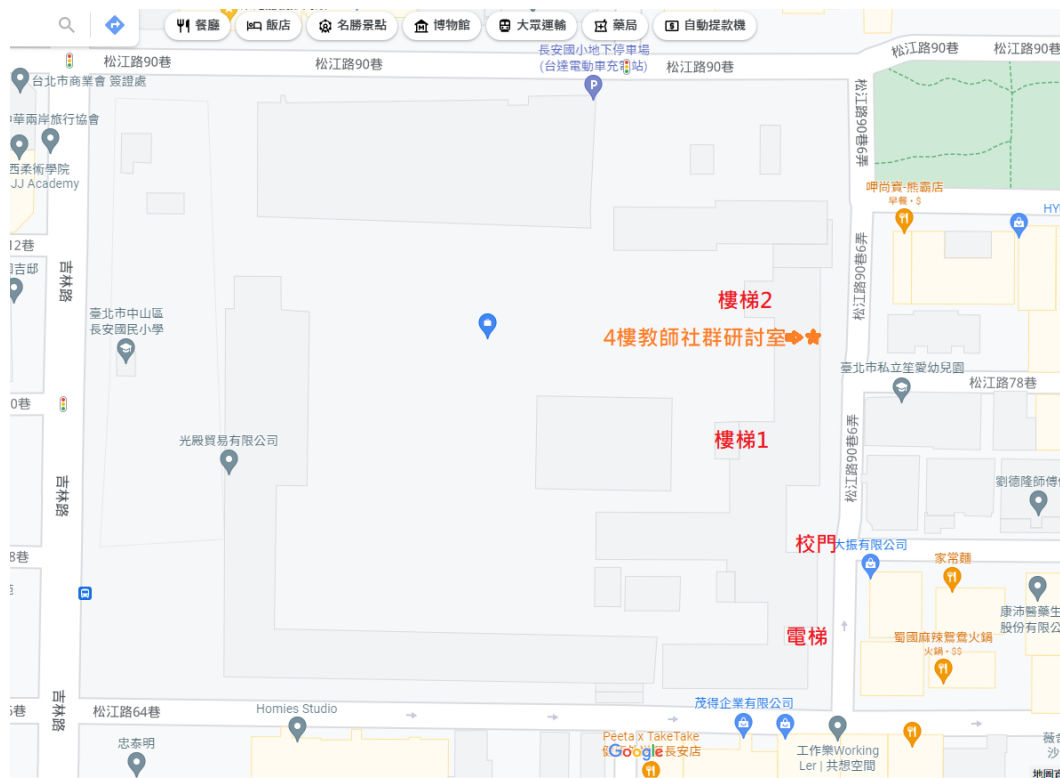 餐廳
飯店
名勝景點
博物館
大眾運輸
藥局
自動提款機
長安國小地下停車場
(台達電動車充電站)
松江路90巷
松江路90巷
松江路90巷
松江路90巷
松江路90巷
台北市商業會 簽證處
中華兩岸旅行協會
西柔術學院
JJ Academy
松江路90巷6弄
呷尚寶-熊霸店
早餐・$
HY
12巷
吉林路
松江路90巷6弄
樓梯2
臺北市中山區
長安國民小學
4樓教師社群研討室
臺北市私立笙愛幼兒園
松江路78巷
0巷
樓梯1
光殿貿易有限公司
松江路90巷6弄
吉林路
劉德隆師傅
校門
大振有限公司
8巷
家常麵
康沛醫藥生
股份有限公
電梯
蜀國麻辣鴛鴦火鍋
火鍋・$$
吉林路
松江路64巷
Homies Studio
茂得企業有限公司
忠泰明
Peeta x TakeTake
長安店
Google
工作樂Working
Ler | 共想空間
薇
沙
地圖資